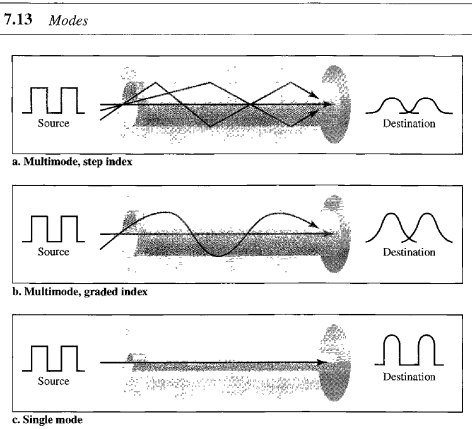 7.13 Modes
Source
Destination
a. Multimode, step index
Source
Destination
b. Multimode, graded index
Source
Destination
c. Single mode